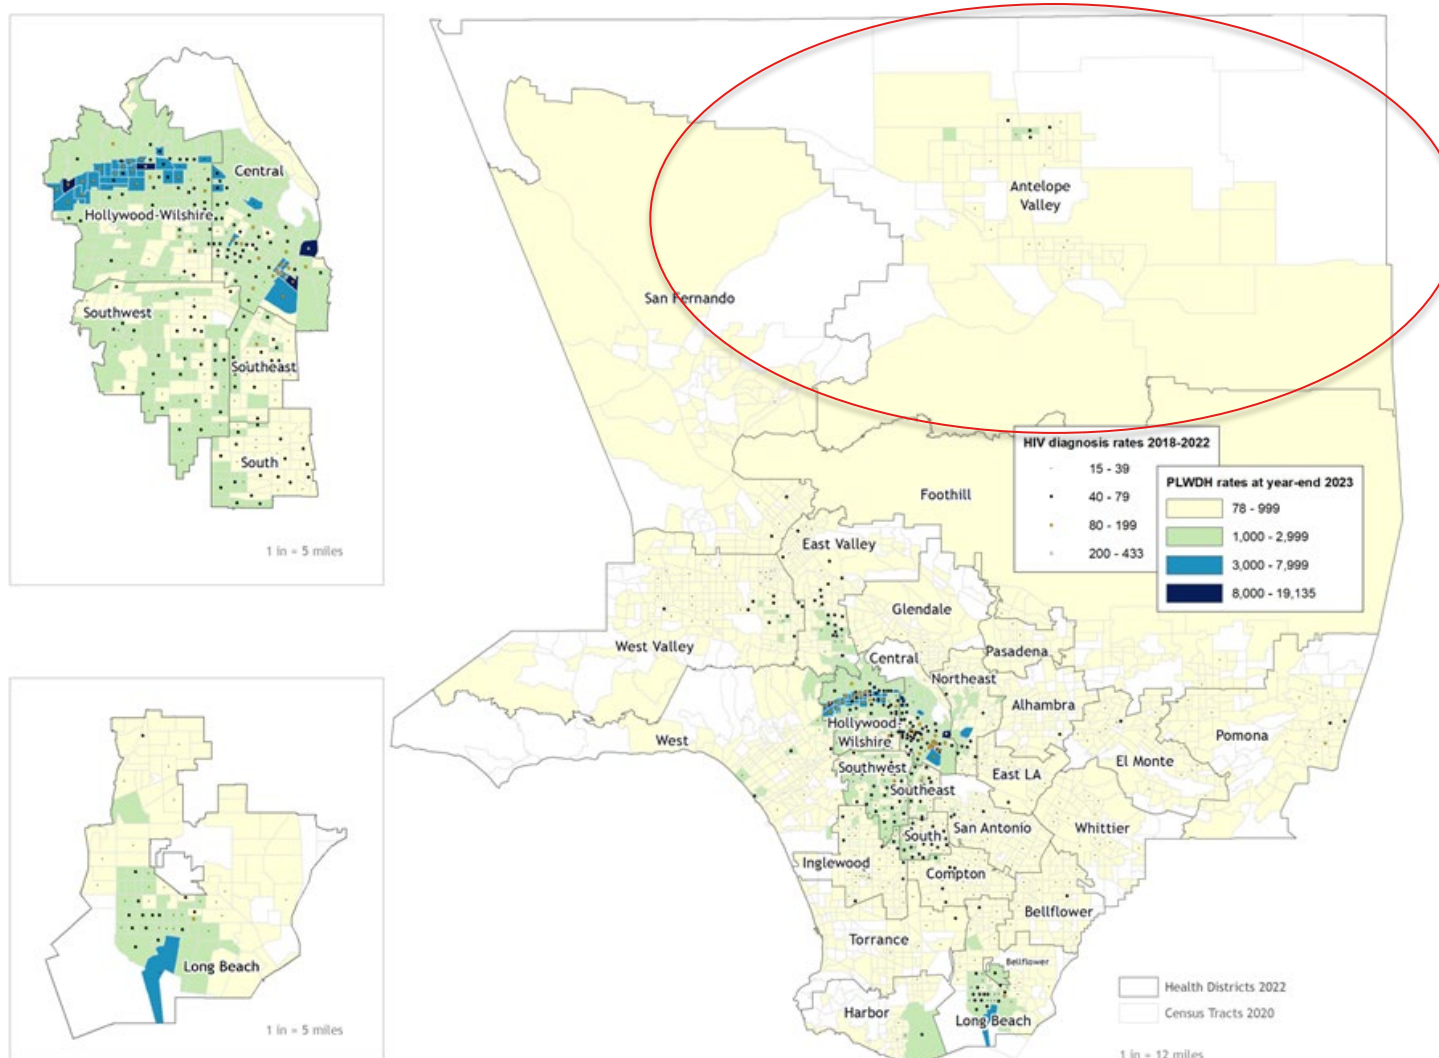 Central
Hollywood-Wilshire
Southwest
Southeast
South
1 in = 5 miles
Long Beach
1 in = 5 miles
Antelope
Valley
San Fernando
HIV diagnosis rates 2018-2022
15 - 39
40 - 79
80 - 199
200 - 433
PLWDH rates at year-end 2023
78 - 999
1,000 - 2,999
3,000 - 7,999
8,000 - 19,135
Foothill
East Valley
Glendale
West Valley
Central
Pasadena
Northeast
Alhambra
Hollywood-
Wilshire
West
Pomona
El Monte
Southwest
East LA
Southeast
San Antonio
Whittier
South
Inglewood
Compton
Bellflower
Torrance
Bellflower
Harbor
Long Beach
Health Districts 2022
Census Tracts 2020
1 in = 12 miles